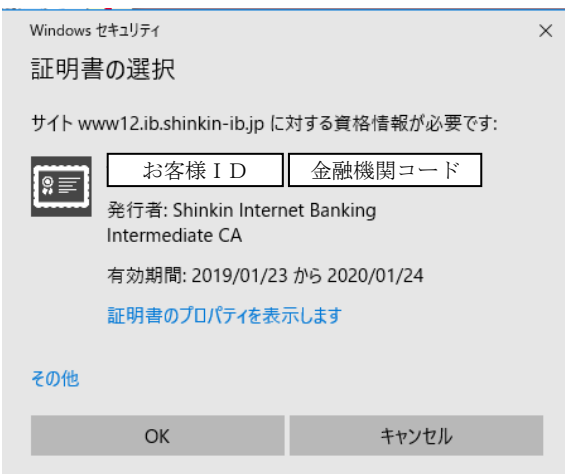 Windows セキュリティ
証明書の選択
サイト www12.ib.shinkin-ib.jp に対する資格情報が必要です:
お客様ＩＤ 金融機関コード
発行者: Shinkin Internet Banking
Intermediate CA
有効期間: 2019/01/23 から 2020/01/24
証明書のプロパティを表示します
その他
OK キャンセル